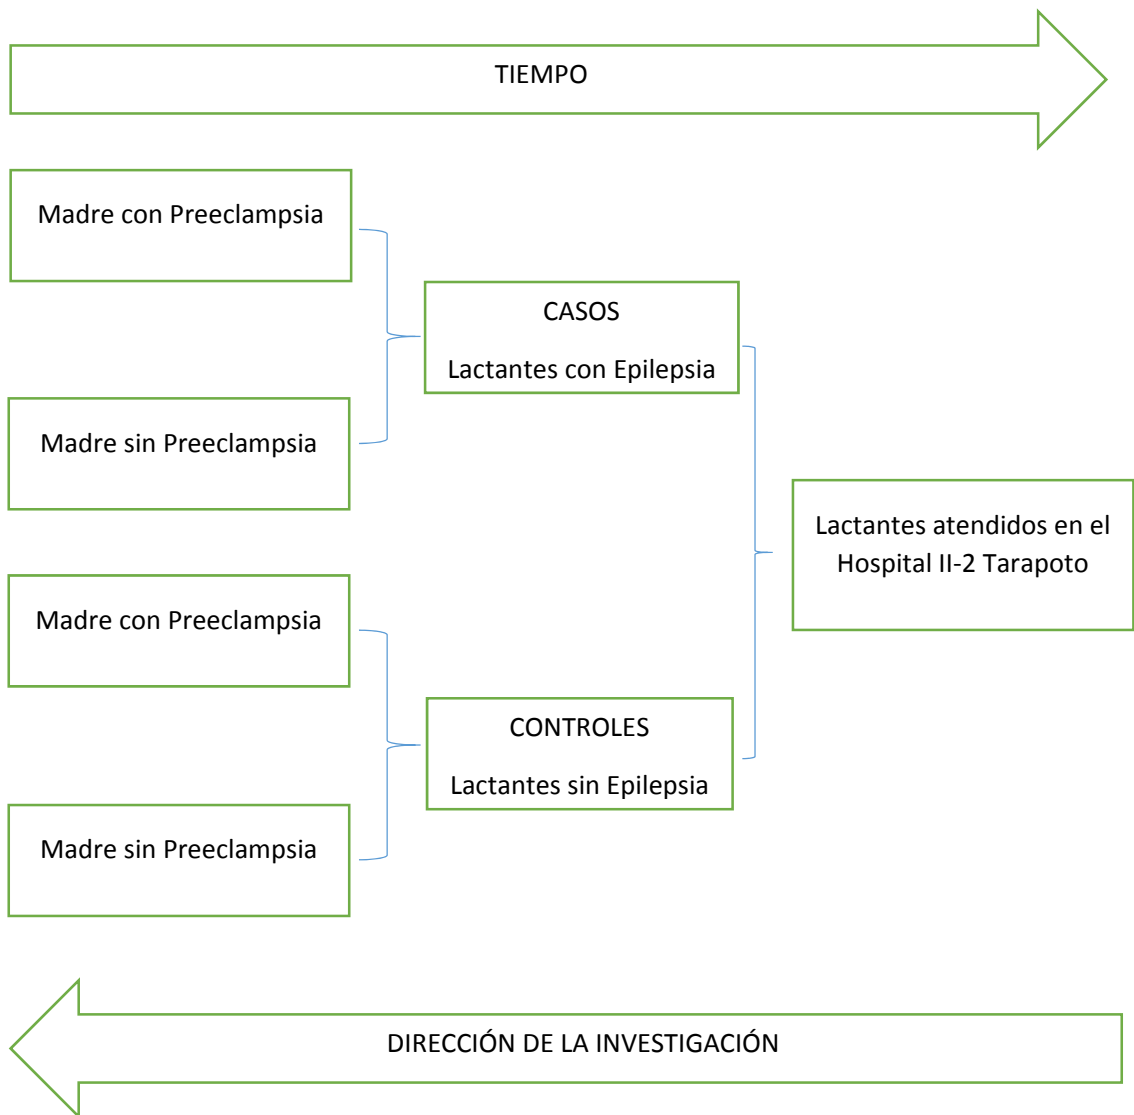 TIEMPO
Madre con Preeclampsia
Madre sin Preeclampsia
CASOS
Lactantes con Epilepsia
Lactantes atendidos en el
Hospital II-2 Tarapoto
Madre con Preeclampsia
CONTROLES
Lactantes sin Epilepsia
Madre sin Preeclampsia
DIRECCIÓN DE LA INVESTIGACIÓN